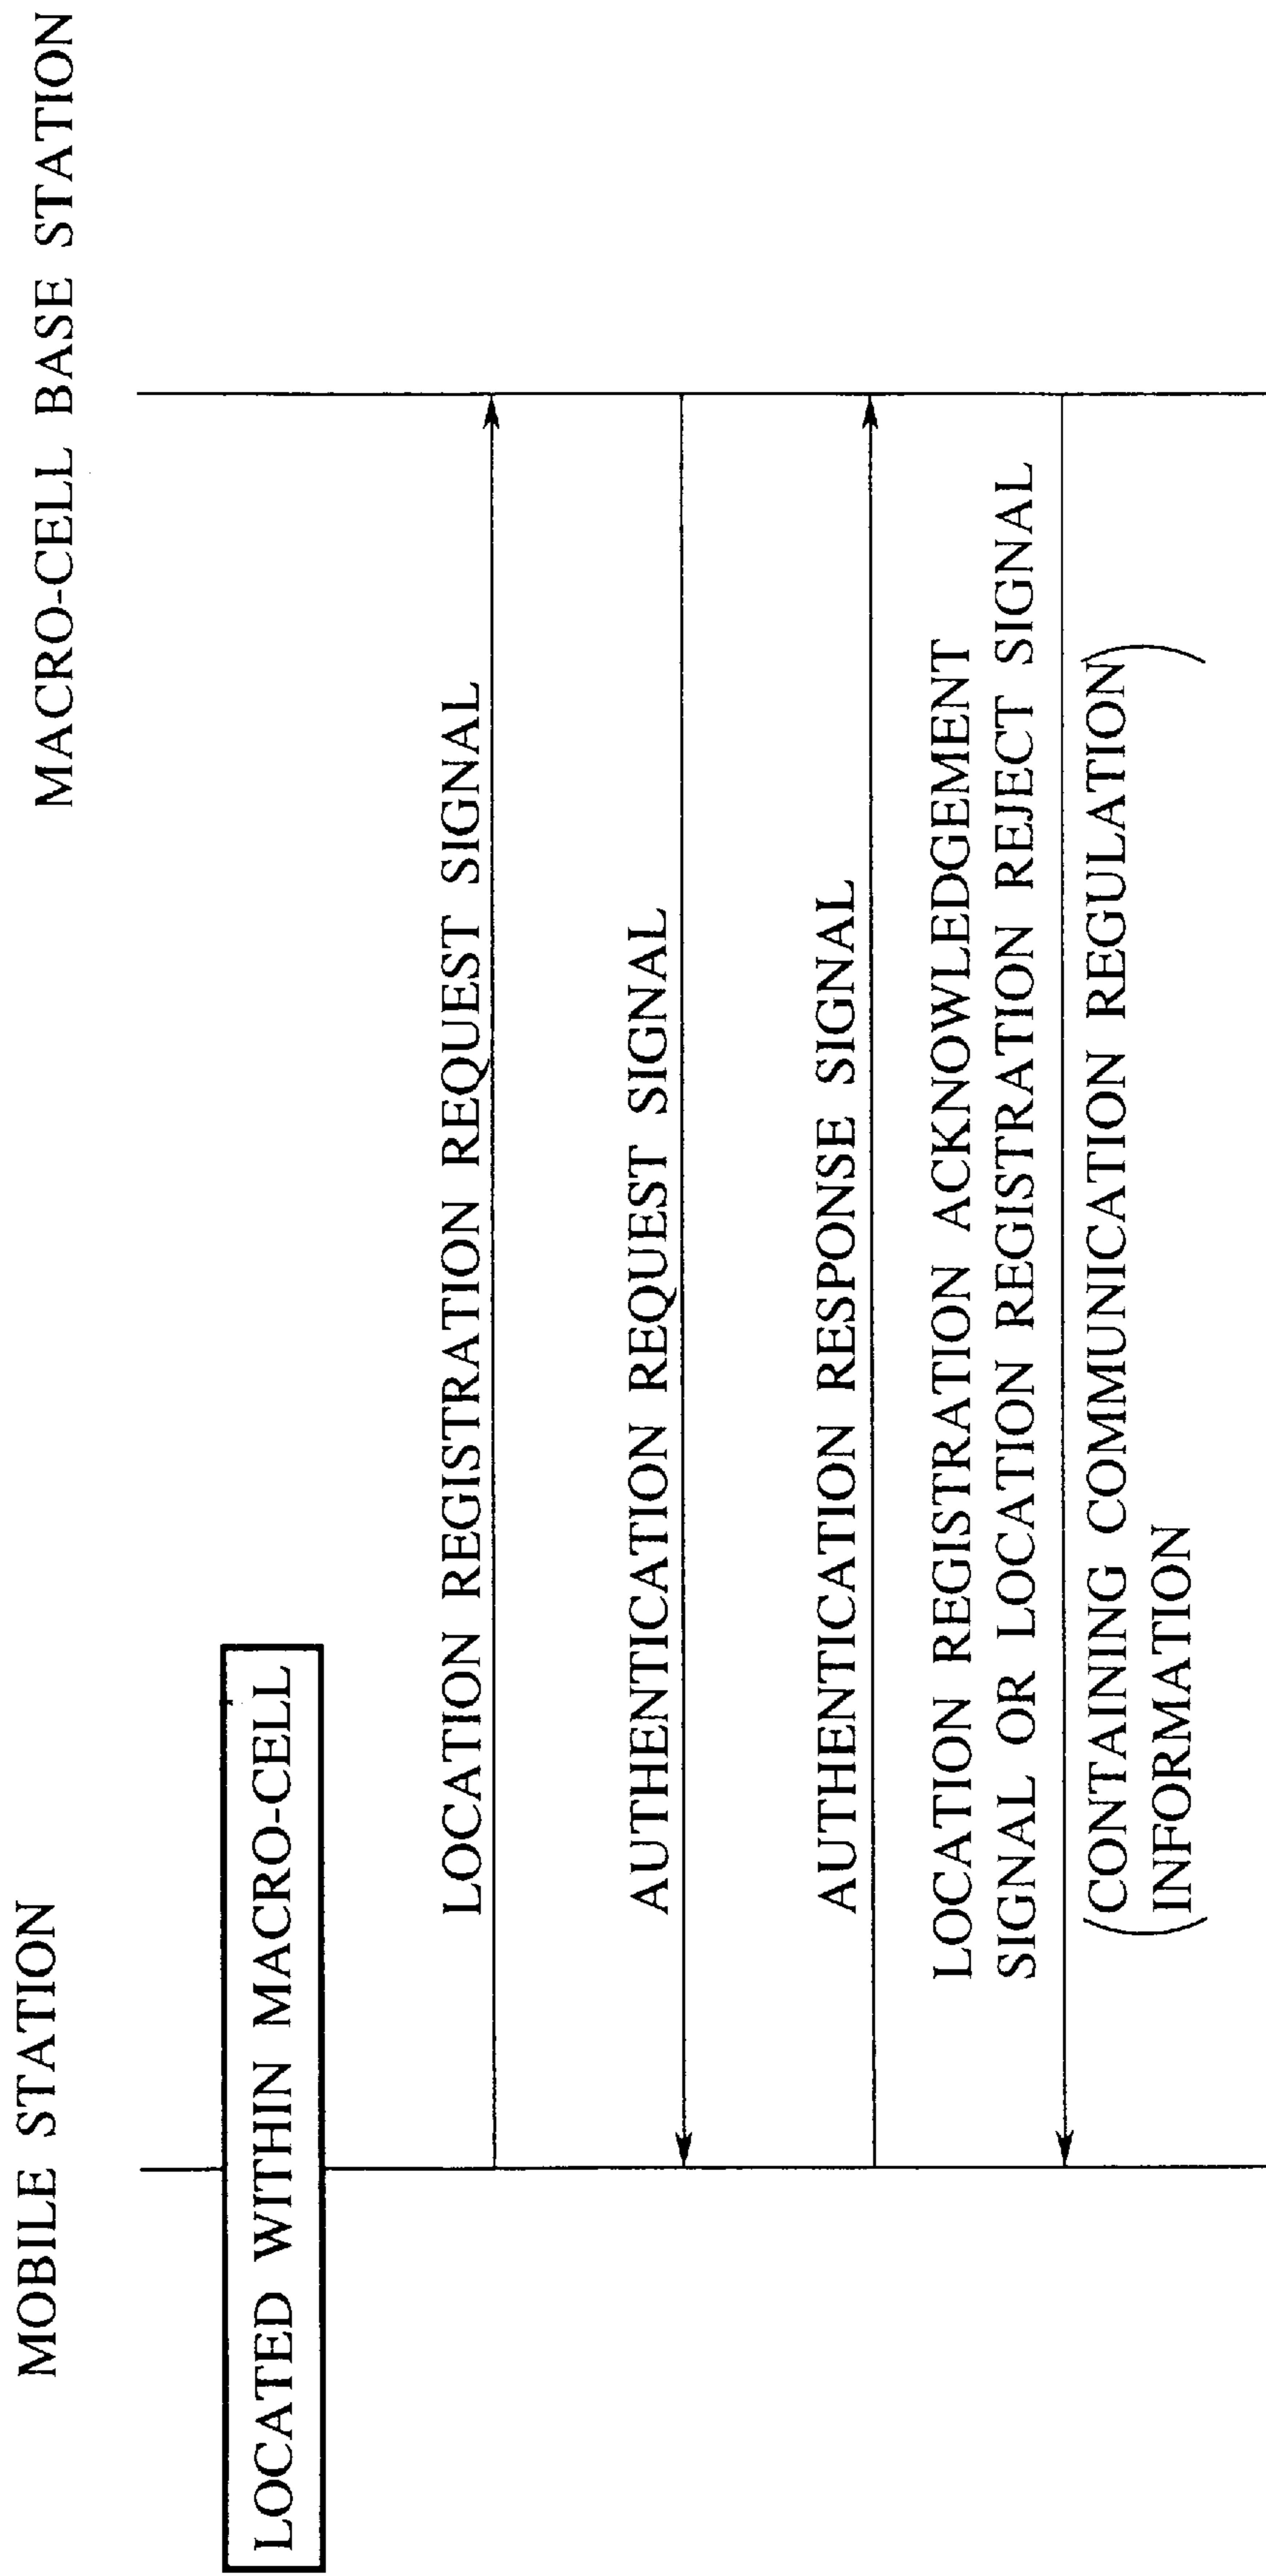 MOBILE STATION
MACRO-CELL BASE STATION
LOCATED WITHIN MACRO-CELL
LOCATION REGISTRATION REQUEST SIGNAL
AUTHENTICATION REQUEST SIGNAL
AUTHENTICATION RESPONSE SIGNAL
LOCATION REGISTRATION ACKNOWLEDGEMENT
SIGNAL OR LOCATION REGISTRATION REJECT SIGNAL
(CONTAINING COMMUNICATION REGULATION
INFORMATION)